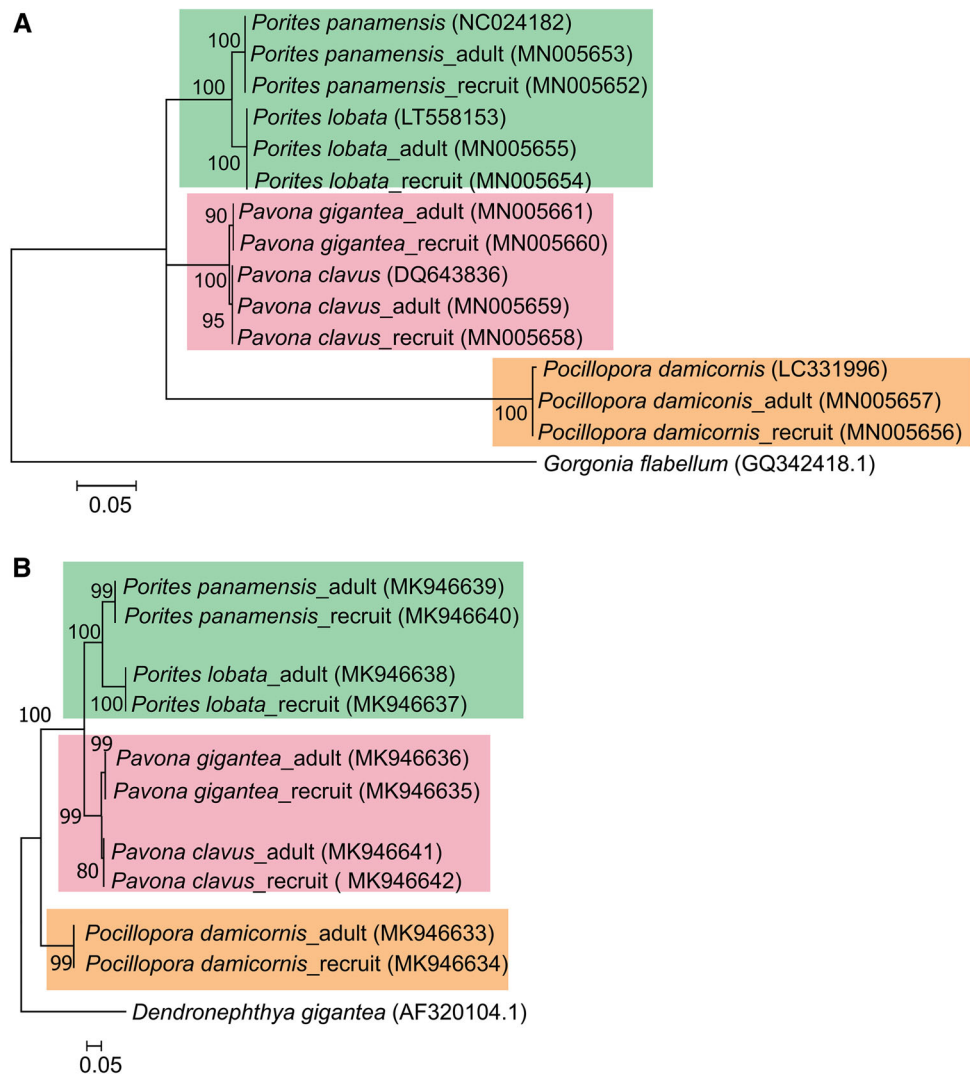 A
Porites panamensis (NC024182)
100
Porites panamensis_adult (MN005653)
100
Porites panamensis_recruit (MN005652)
Porites lobata (LT558153)
Porites lobata_adult (MN005655)
100
Porites lobata_recruit (MN005654)
90
Pavona gigantea_adult (MN005661)
Pavona gigantea_recruit (MN005660)
100
Pavona clavus (DQ643836)
Pavona clavus_adult (MN005659)
95
Pavona clavus_recruit (MN005658)
Pocillopora damicornis (LC331996)
100
Pocillopora damiconis_adult (MN005657)
Pocillopora damicornis_recruit (MN005656)
Gorgonia flabellum (GQ342418.1)
0.05
B
99
Porites panamensis_adult (MK946639)
Porites panamensis_recruit (MK946640)
100
Porites lobata_adult (MK946638)
100
Porites lobata_recruit (MK946637)
100
99
Pavona gigantea_adult (MK946636)
Pavona gigantea_recruit (MK946635)
99
Pavona clavus_adult (MK946641)
80
Pavona clavus_recruit ( MK946642)
Pocillopora damicornis_adult (MK946633)
99
Pocillopora damicornis_recruit (MK946634)
Dendronephthya gigantea (AF320104.1)
0.05